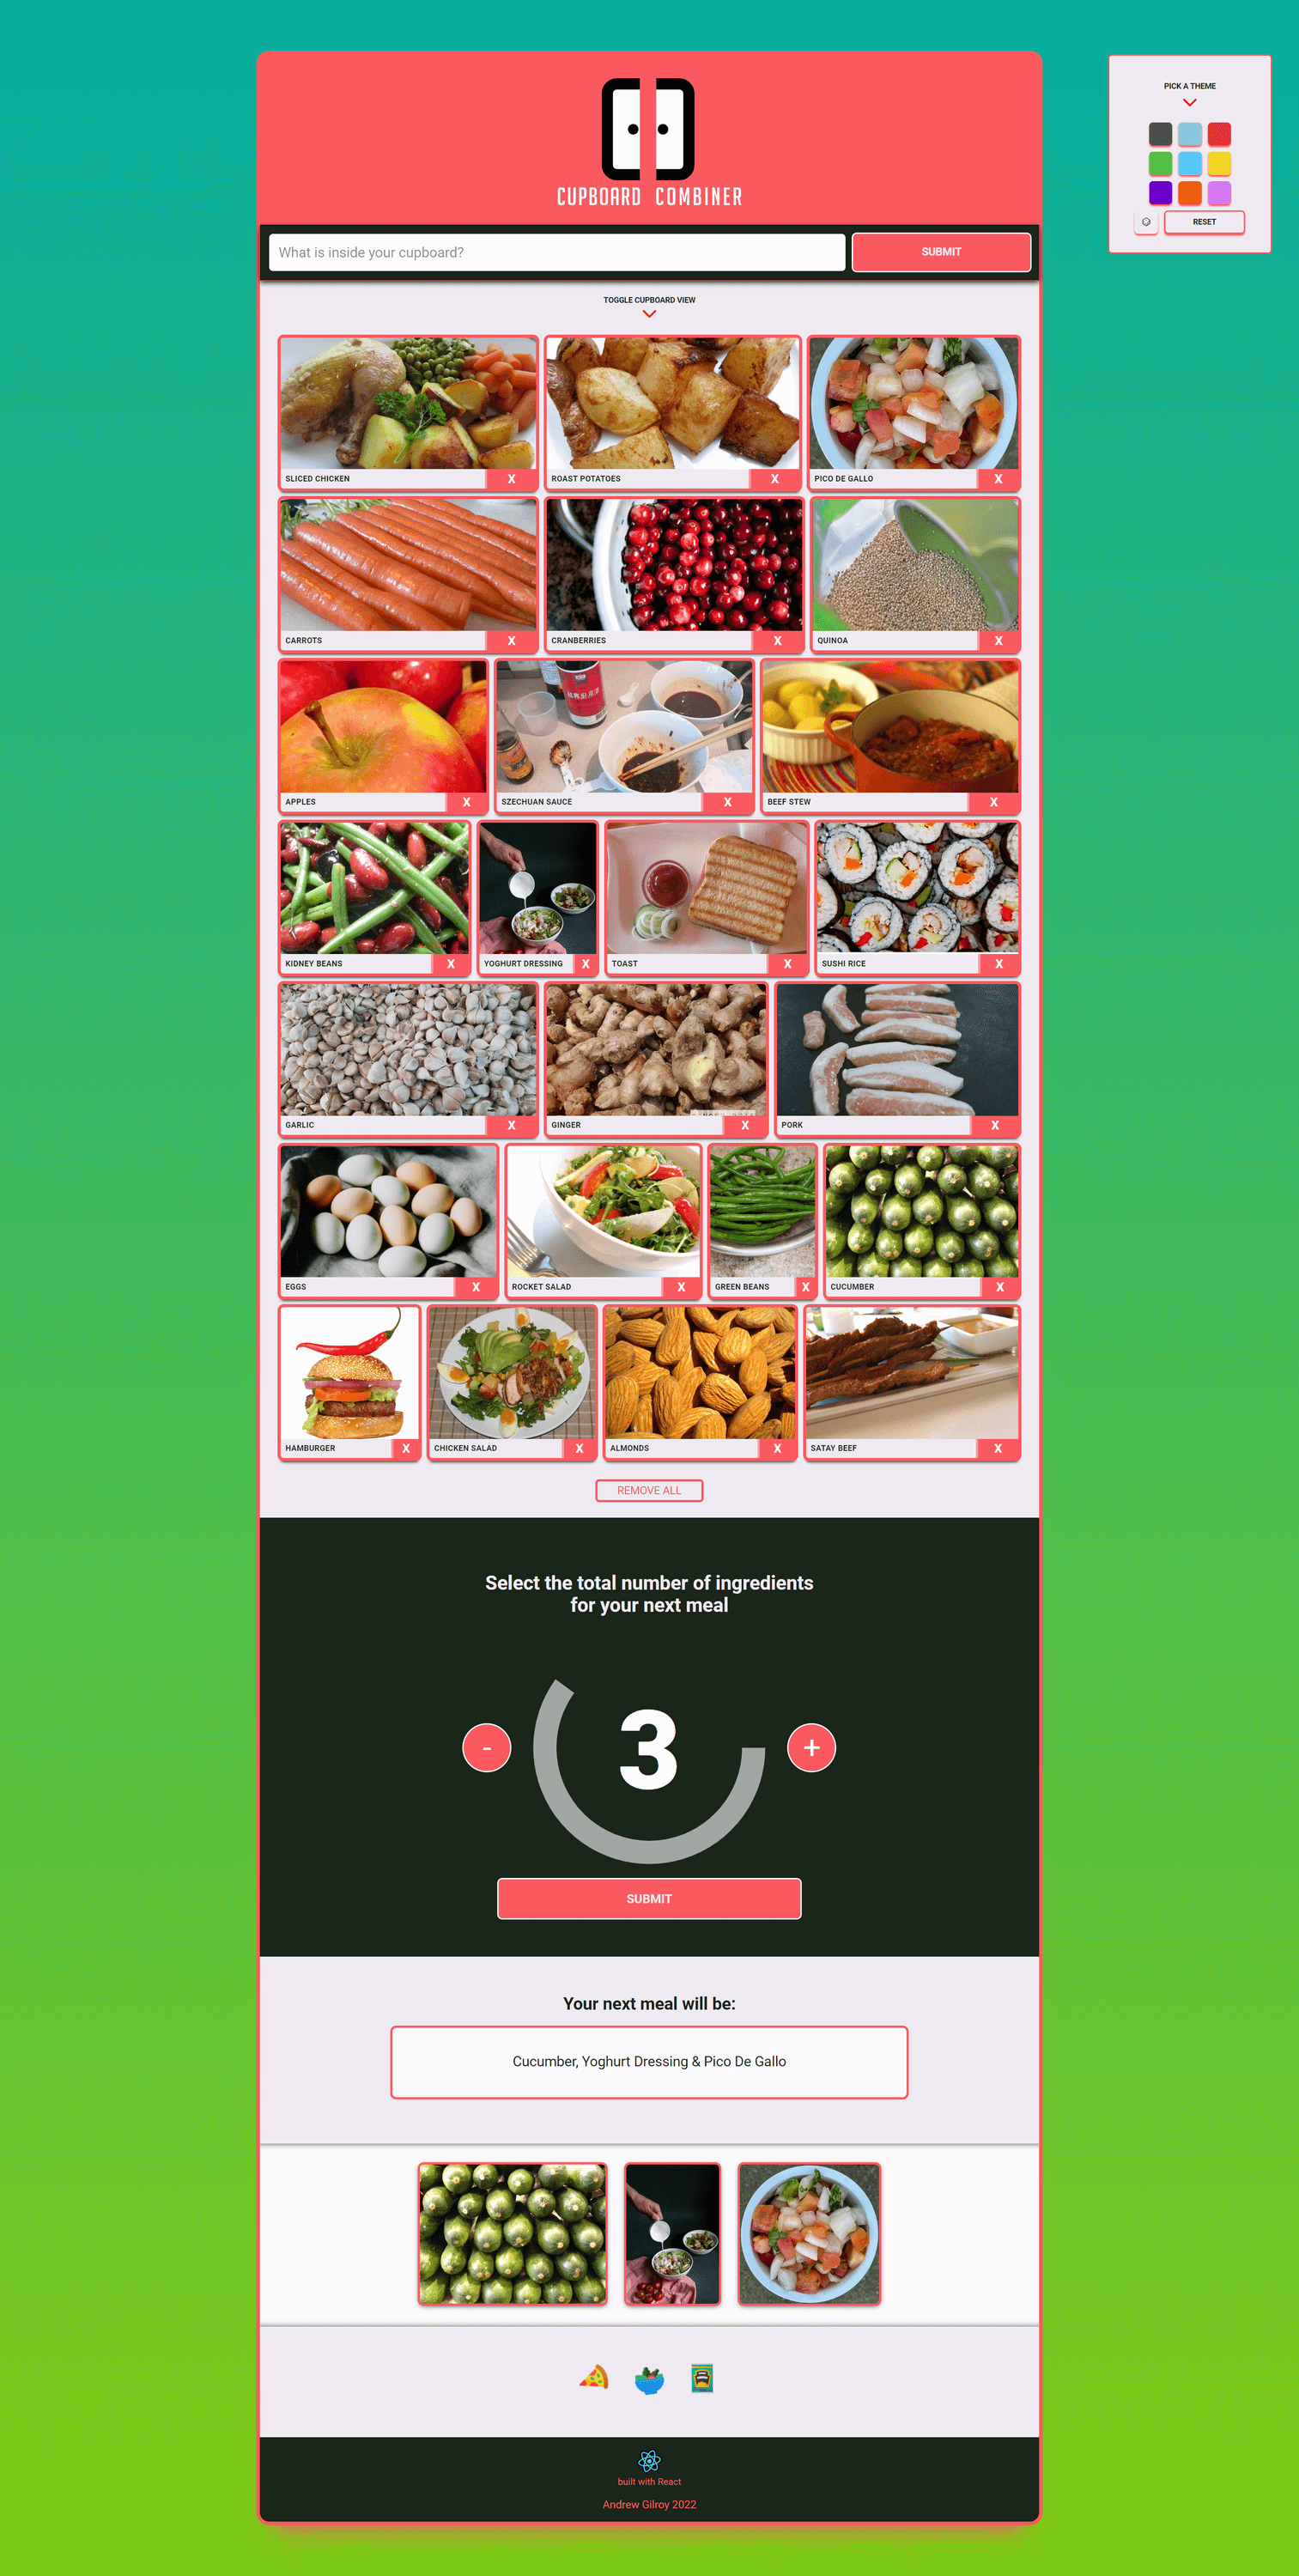 PICK A THEME
RESET
CUPBOARD COMBINER
What is inside your cupboard?
SUBMIT
TOGGLE CUPBOARD VIEW
SLICED CHICKEN X
ROAST POTATOES X
PICO DE GALLO X
CARROTS X
CRANBERRIES X
QUINOA X
APPLES X
SZECHUAN SAUCE X
BEEF STEW X
KIDNEY BEANS X
YOGHURT DRESSING X
TOAST X
SUSHI RICE X
GARLIC X
GINGER X
PORK X
EGGS X
ROCKET SALAD X
GREEN BEANS X
CUCUMBER X
HAMBURGER X
CHICKEN SALAD X
ALMONDS X
SATAY BEEF X
REMOVE ALL
Select the total number of ingredients
for your next meal
- 3 +
SUBMIT
Your next meal will be:
Cucumber, Yoghurt Dressing & Pico De Gallo
built with React
Andrew Gilroy 2022